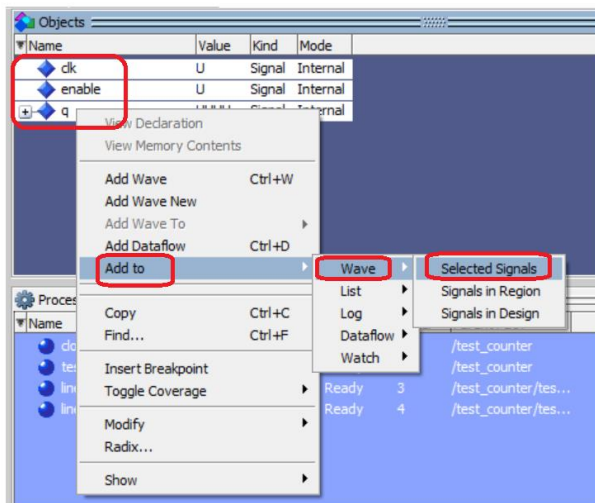 Objects
Name Value Kind Mode
clk U Signal Internal
enable U Signal Internal
q Signal Internal
View Declaration
View Memory Contents
Add Wave Ctrl+W
Add Wave New
Add Wave To
Add Dataflow Ctrl+D
Add to
Wave
Selected Signals
List
Signals in Region
Log
Signals in Design
Dataflow
Watch
Copy Ctrl+C
Find... Ctrl+F
Insert Breakpoint
Toggle Coverage
Modify
Radix...
Show
Proces
Name
/test_counter
/test_counter
Ready 3 /test_counter/tes...
Ready 4 /test_counter/tes...